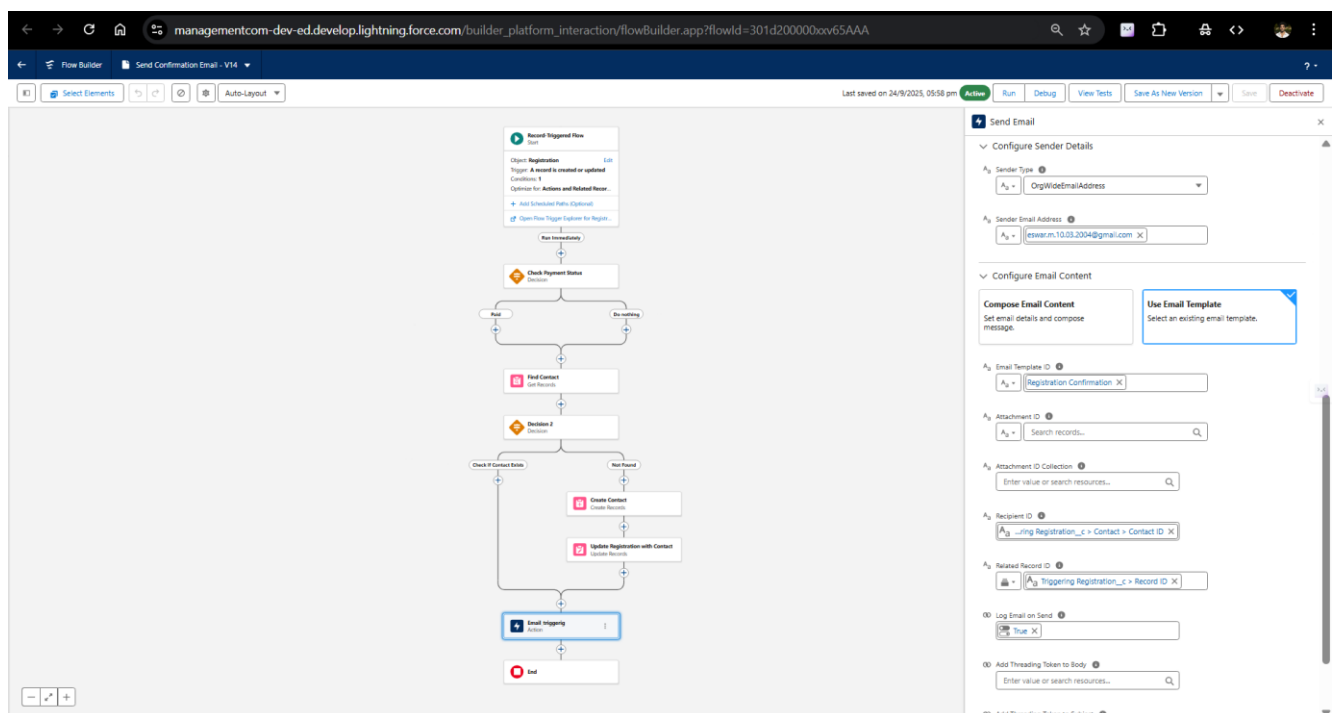 managementcom-dev-ed.develop.lightning.force.com/builder_platform_interaction/flowBuilder.app?flowId=301d200000xxv65AAA
Flow Builder
Send Confirmation Email - V14
?
Select Elements
Auto-Layout
Last saved on 24/9/2025, 05:58 pm
Active
Run
Debug
View Tests
Save As New Version
Save
Deactivate
Record-Triggered Flow
Start
Object: Registration
Edit
Trigger: A record is created or updated
Conditions: 1
Optimize for: Actions and Related Recor...
+ Add Scheduled Paths (Optional)
Open Flow Trigger Explorer for Registr...
Run Immediately
Check Payment Status
Decision
Paid
Do nothing
Find Contact
Get Records
Decision 2
Decision
Check If Contact Exists
Not Found
Create Contact
Create Records
Update Registration with Contact
Update Records
Email triggerig
Action
End
Send Email
Configure Sender Details
Sender Type
OrgWideEmailAddress
Sender Email Address
eswar.m.10.03.2004@gmail.com
Configure Email Content
Compose Email Content
Set email details and compose
message.
Use Email Template
Select an existing email template.
Email Template ID
Registration Confirmation
Attachment ID
Search records...
Attachment ID Collection
Enter value or search resources...
Recipient ID
...ring Registration__c > Contact > Contact ID
Related Record ID
Triggering Registration__c > Record ID
Log Email on Send
True
Add Threading Token to Body
Enter value or search resources...